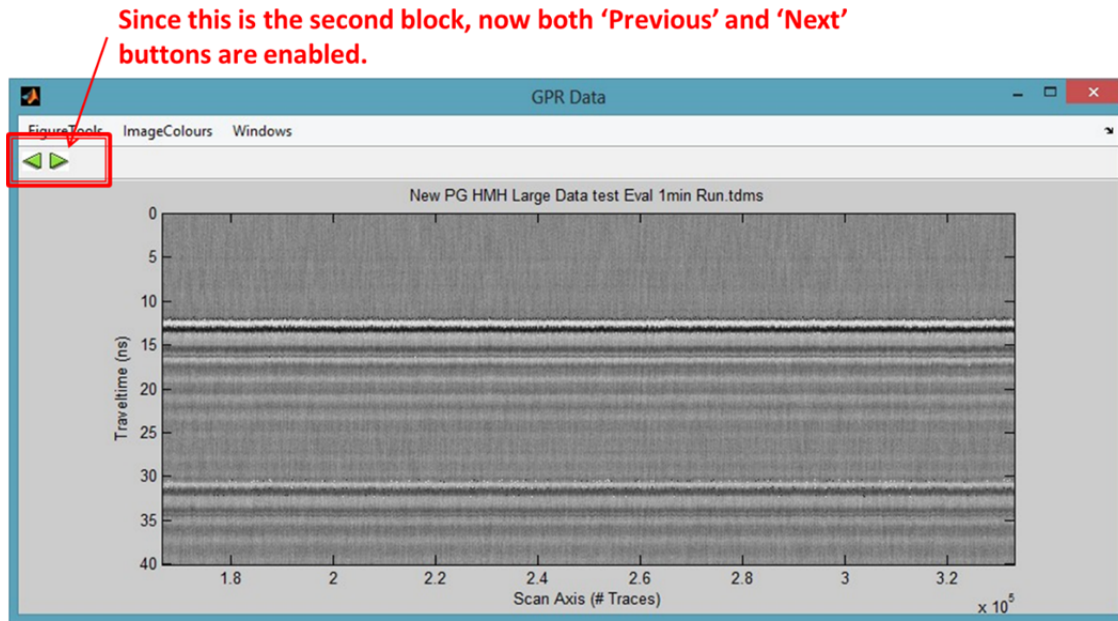 Since this is the second block, now both ‘Previous’ and ‘Next’
buttons are enabled.
GPR Data
FigureTools ImageColours Windows
New PG HMH Large Data test Eval 1min Run.tdms
0
5
10
15
20
25
30
35
40
Traveltime (ns)
1.8 2 2.2 2.4 2.6 2.8 3 3.2
Scan Axis (# Traces)
x 10⁵